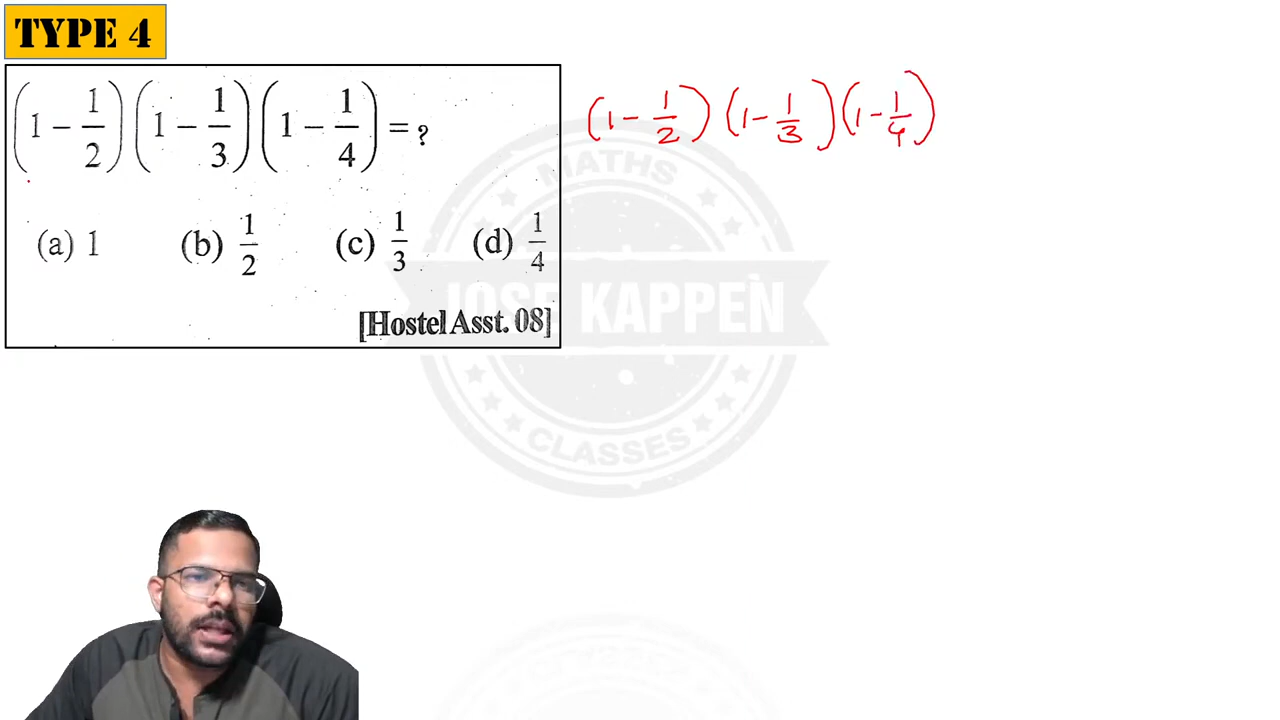 TYPE 4
(1 − 1/2)(1 − 1/3)(1 − 1/4) = ?
(a) 1 (b) 1/2 (c) 1/3 (d) 1/4
[Hostel Asst. 08]
(1 − 1/2)(1 − 1/3)(1 − 1/4)
MATHS
JOSE KAPPEN
CLASSES